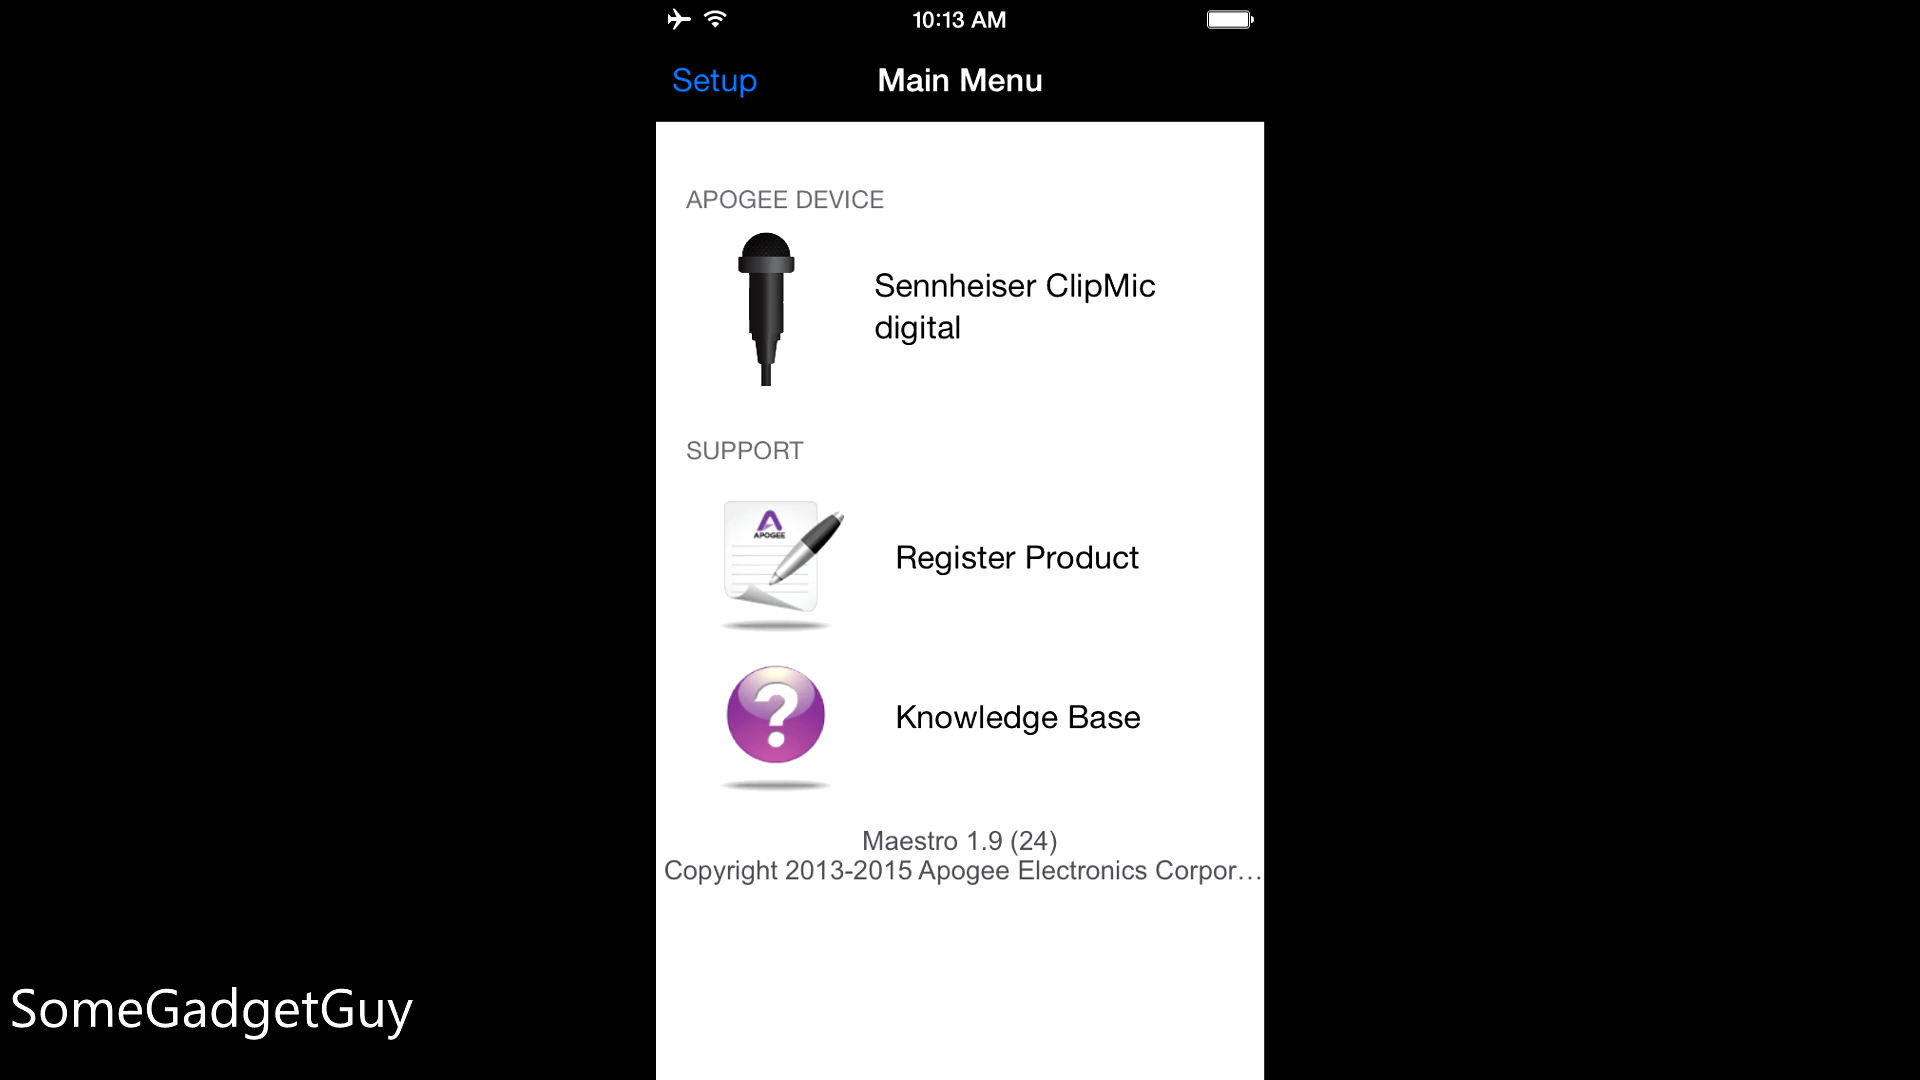 10:13 AM
Setup
Main Menu
APOGEE DEVICE
Sennheiser ClipMic
digital
SUPPORT
APOGEE
Register Product
?
Knowledge Base
Maestro 1.9 (24)
Copyright 2013-2015 Apogee Electronics Corpor…
SomeGadgetGuy